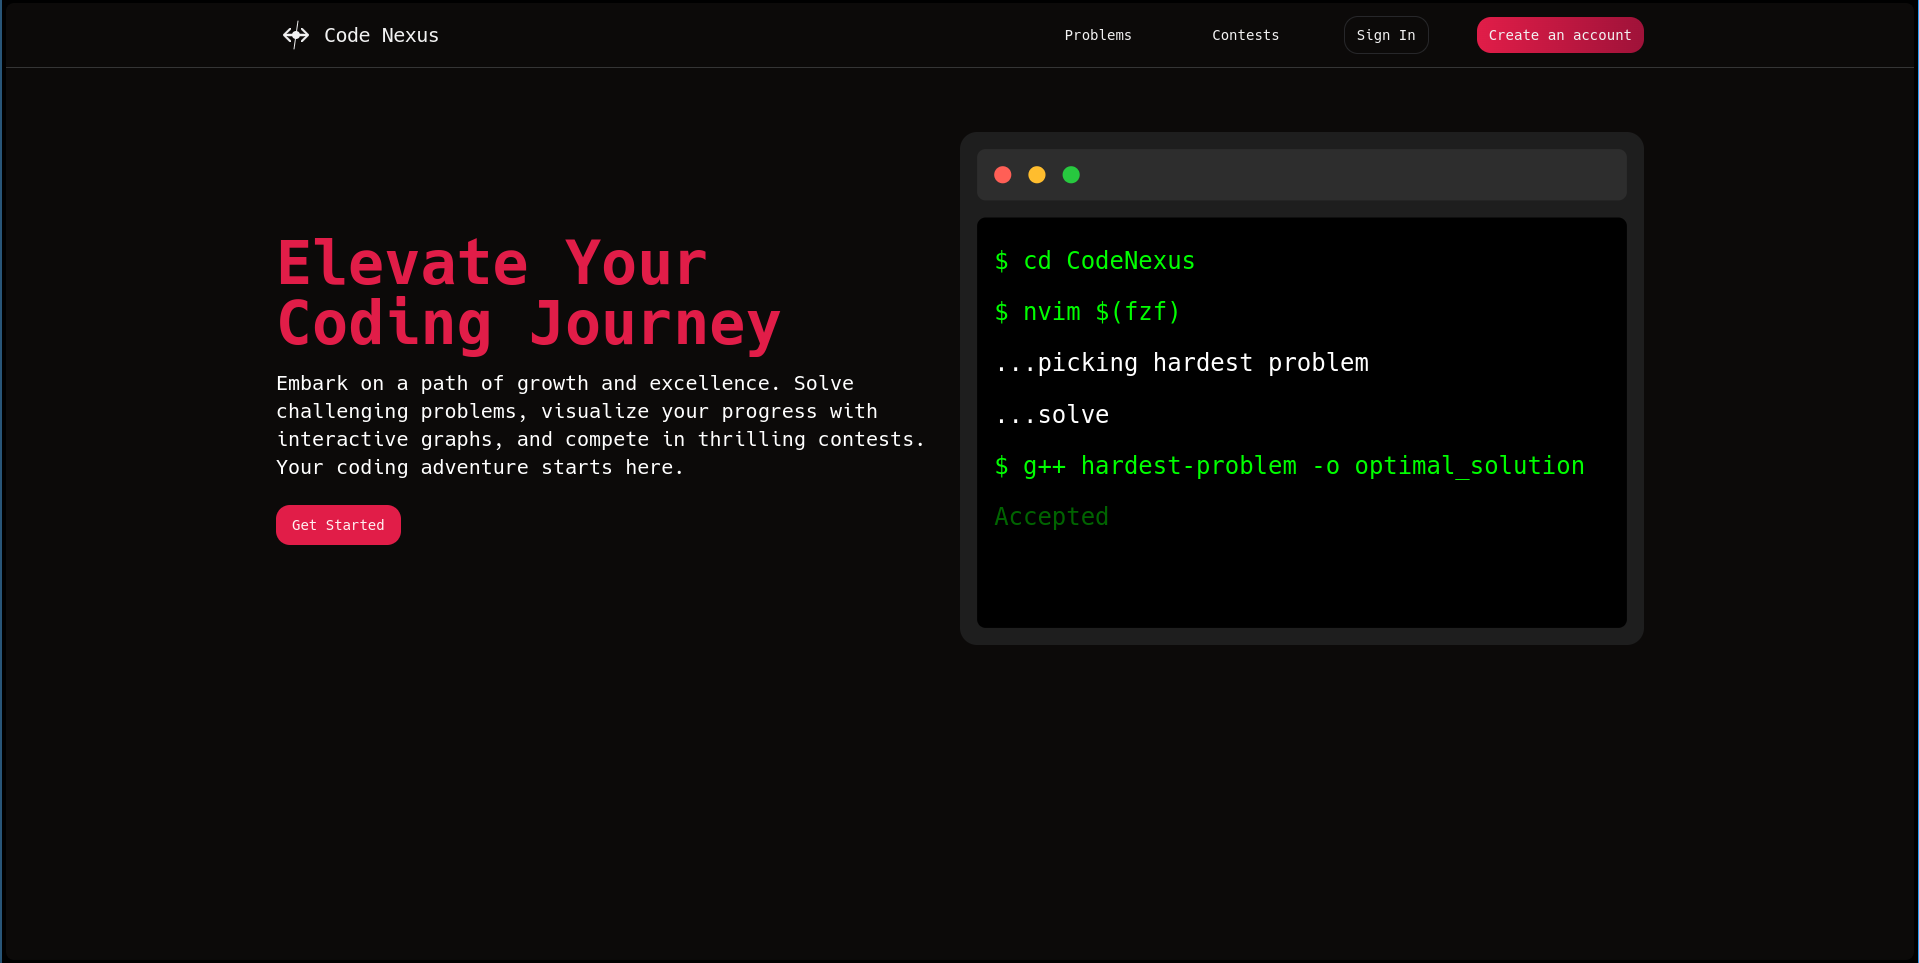 Code Nexus
Problems
Contests
Sign In
Create an account
Elevate Your
Coding Journey
Embark on a path of growth and excellence. Solve
challenging problems, visualize your progress with
interactive graphs, and compete in thrilling contests.
Your coding adventure starts here.
Get Started
$ cd CodeNexus
$ nvim $(fzf)
...picking hardest problem
...solve
$ g++ hardest-problem -o optimal_solution
Accepted